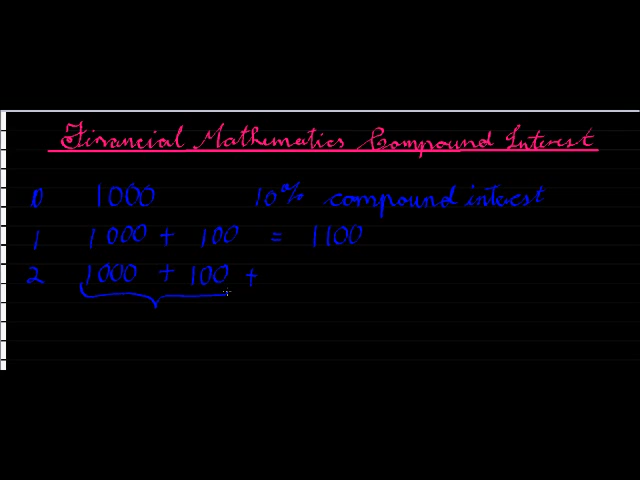 Financial Mathematics Compound Interest
0 1000 10% compound interest
1 1000 + 100 = 1100
2 1000 + 100 +